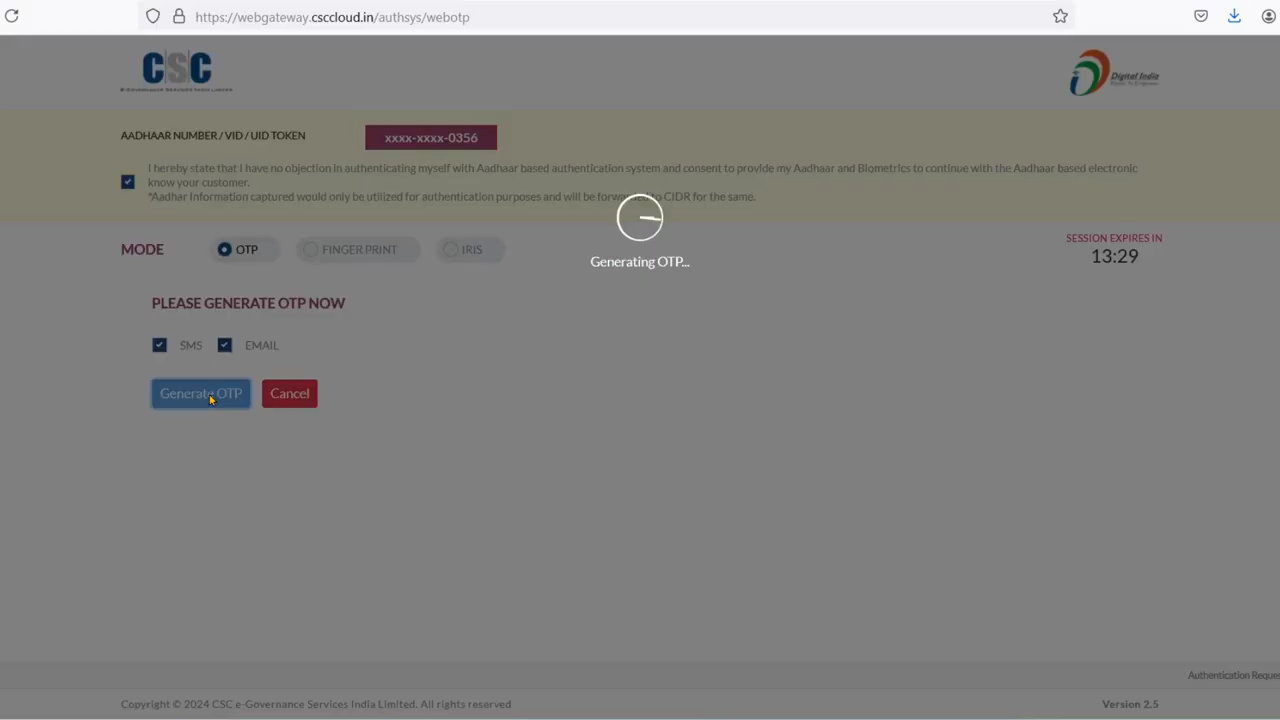 https://webgateway.csccloud.in/authsys/webotp
CSC
Digital India
AADHAAR NUMBER / VID / UID TOKEN
xxxx-xxxx-0356
I hereby state that I have no objection in authenticating myself with Aadhaar based authentication system and consent to provide my Aadhaar and Biometrics to continue with the Aadhaar based electronic
know your customer.
*Aadhar Information captured would only be utilized for authentication purposes and will be forwarded to CIDR for the same.
Generating OTP...
MODE
OTP
FINGER PRINT
IRIS
SESSION EXPIRES IN
13:29
PLEASE GENERATE OTP NOW
SMS
EMAIL
Generate OTP
Cancel
Authentication Reque
Copyright © 2024 CSC e-Governance Services India Limited. All rights reserved
Version 2.5